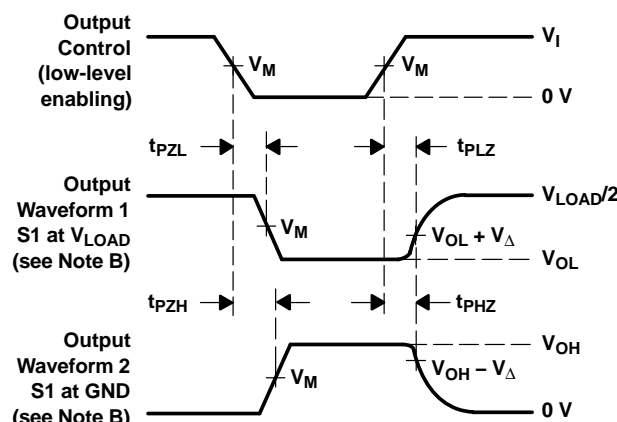 Output
Control
(low-level
enabling)
V_M
V_M
V_I
0 V
t_PZL
t_PLZ
Output
Waveform 1
S1 at V_LOAD
(see Note B)
V_M
V_LOAD/2
V_OL + V_Δ
V_OL
t_PZH
t_PHZ
Output
Waveform 2
S1 at GND
(see Note B)
V_M
V_OH
V_OH − V_Δ
0 V